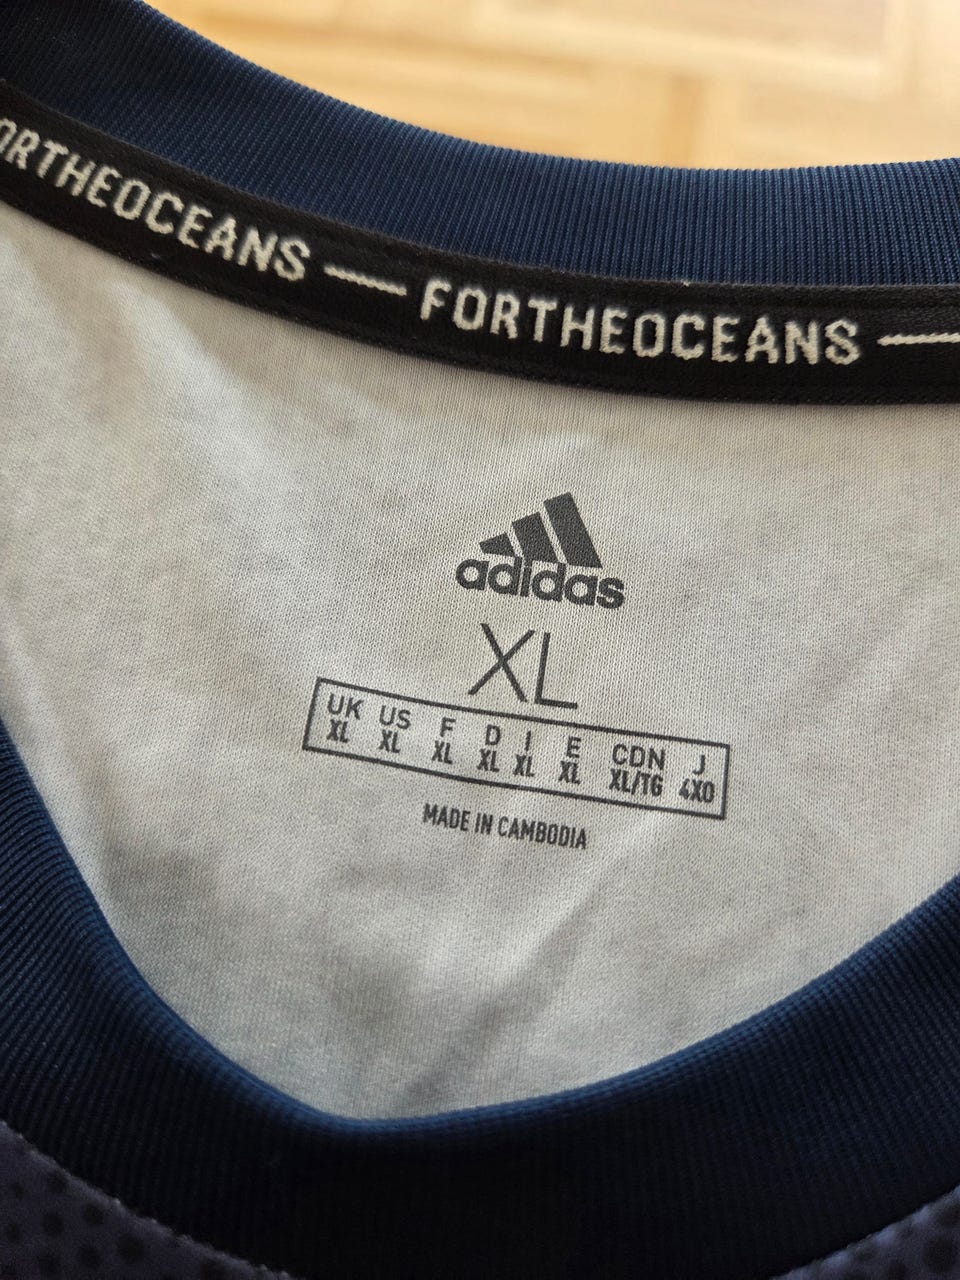 ORTHEOCEANS — FORTHEOCEANS —
adidas
XL
UK US F D I E CDN J
XL XL XL XL XL XL XL/TG 4XO
MADE IN CAMBODIA